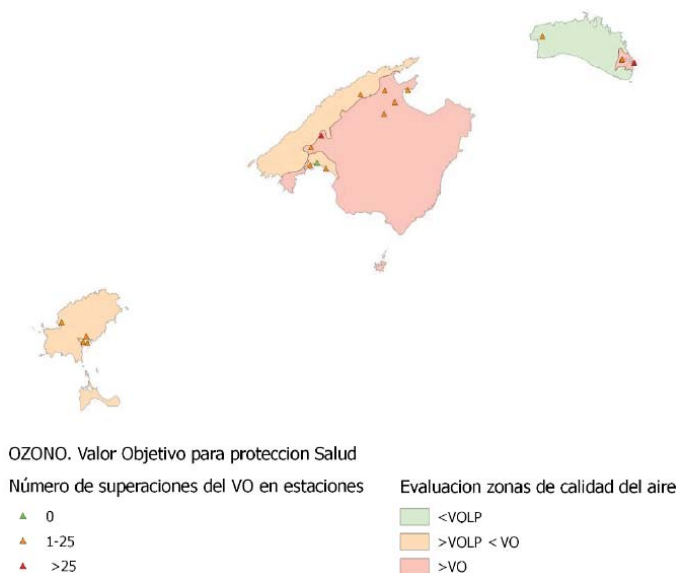 OZONO. Valor Objetivo para proteccion Salud
Número de superaciones del VO en estaciones
0
1-25
>25
Evaluacion zonas de calidad del aire
<VOLP
>VOLP < VO
>VO